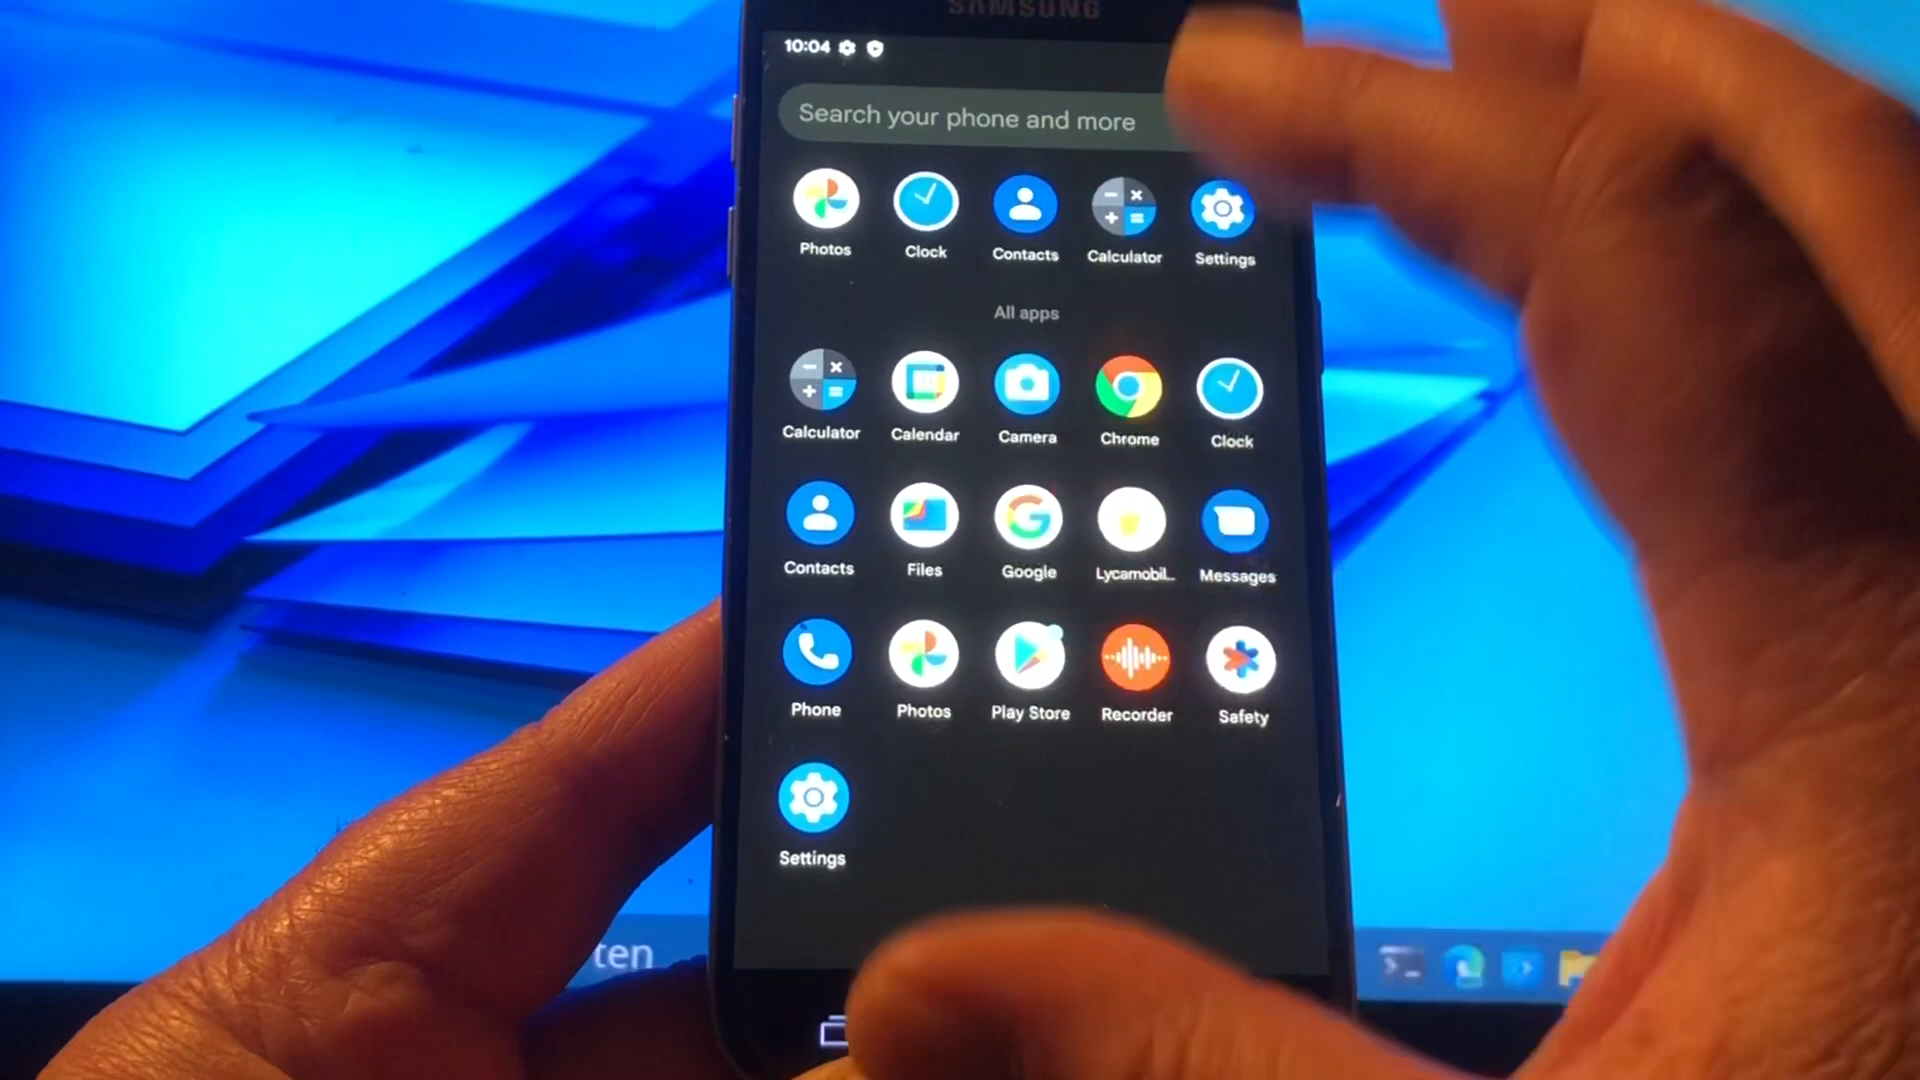 SAMSUNG
10:04
Search your phone and more
Photos Clock Contacts Calculator Settings
All apps
Calculator Calendar Camera Chrome Clock
Contacts Files Google Lycamobil... Messages
Phone Photos Play Store Recorder Safety
Settings
ten